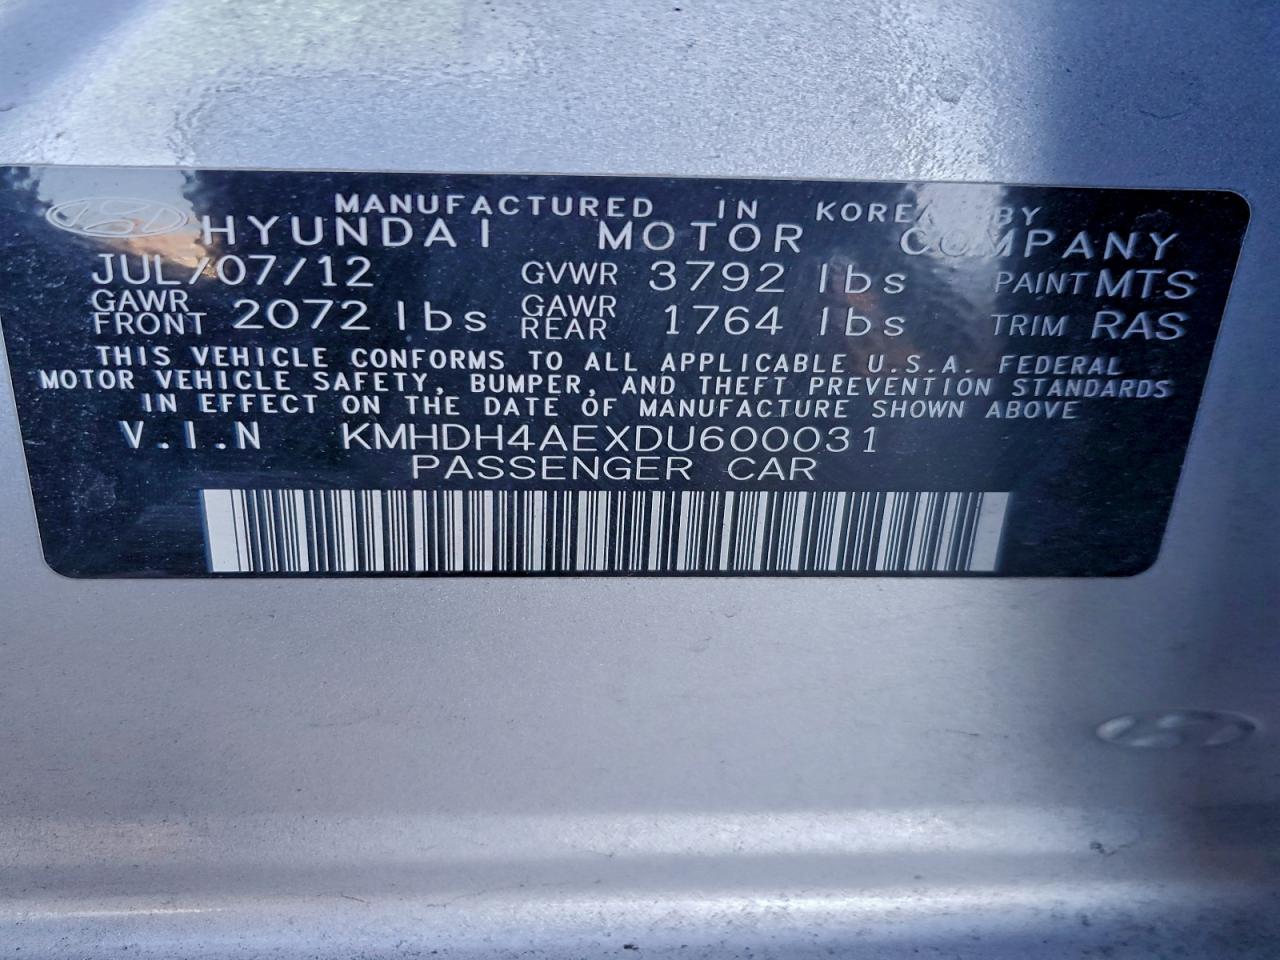 MANUFACTURED IN KOREA BY
HYUNDAI MOTOR COMPANY
JUL/07/12 GVWR 3792 lbs PAINT MTS
GAWR FRONT 2072 lbs GAWR REAR 1764 lbs TRIM RAS
THIS VEHICLE CONFORMS TO ALL APPLICABLE U.S.A. FEDERAL
MOTOR VEHICLE SAFETY, BUMPER, AND THEFT PREVENTION STANDARDS
IN EFFECT ON THE DATE OF MANUFACTURE SHOWN ABOVE
V.I.N KMHDH4AEXDU600031
PASSENGER CAR